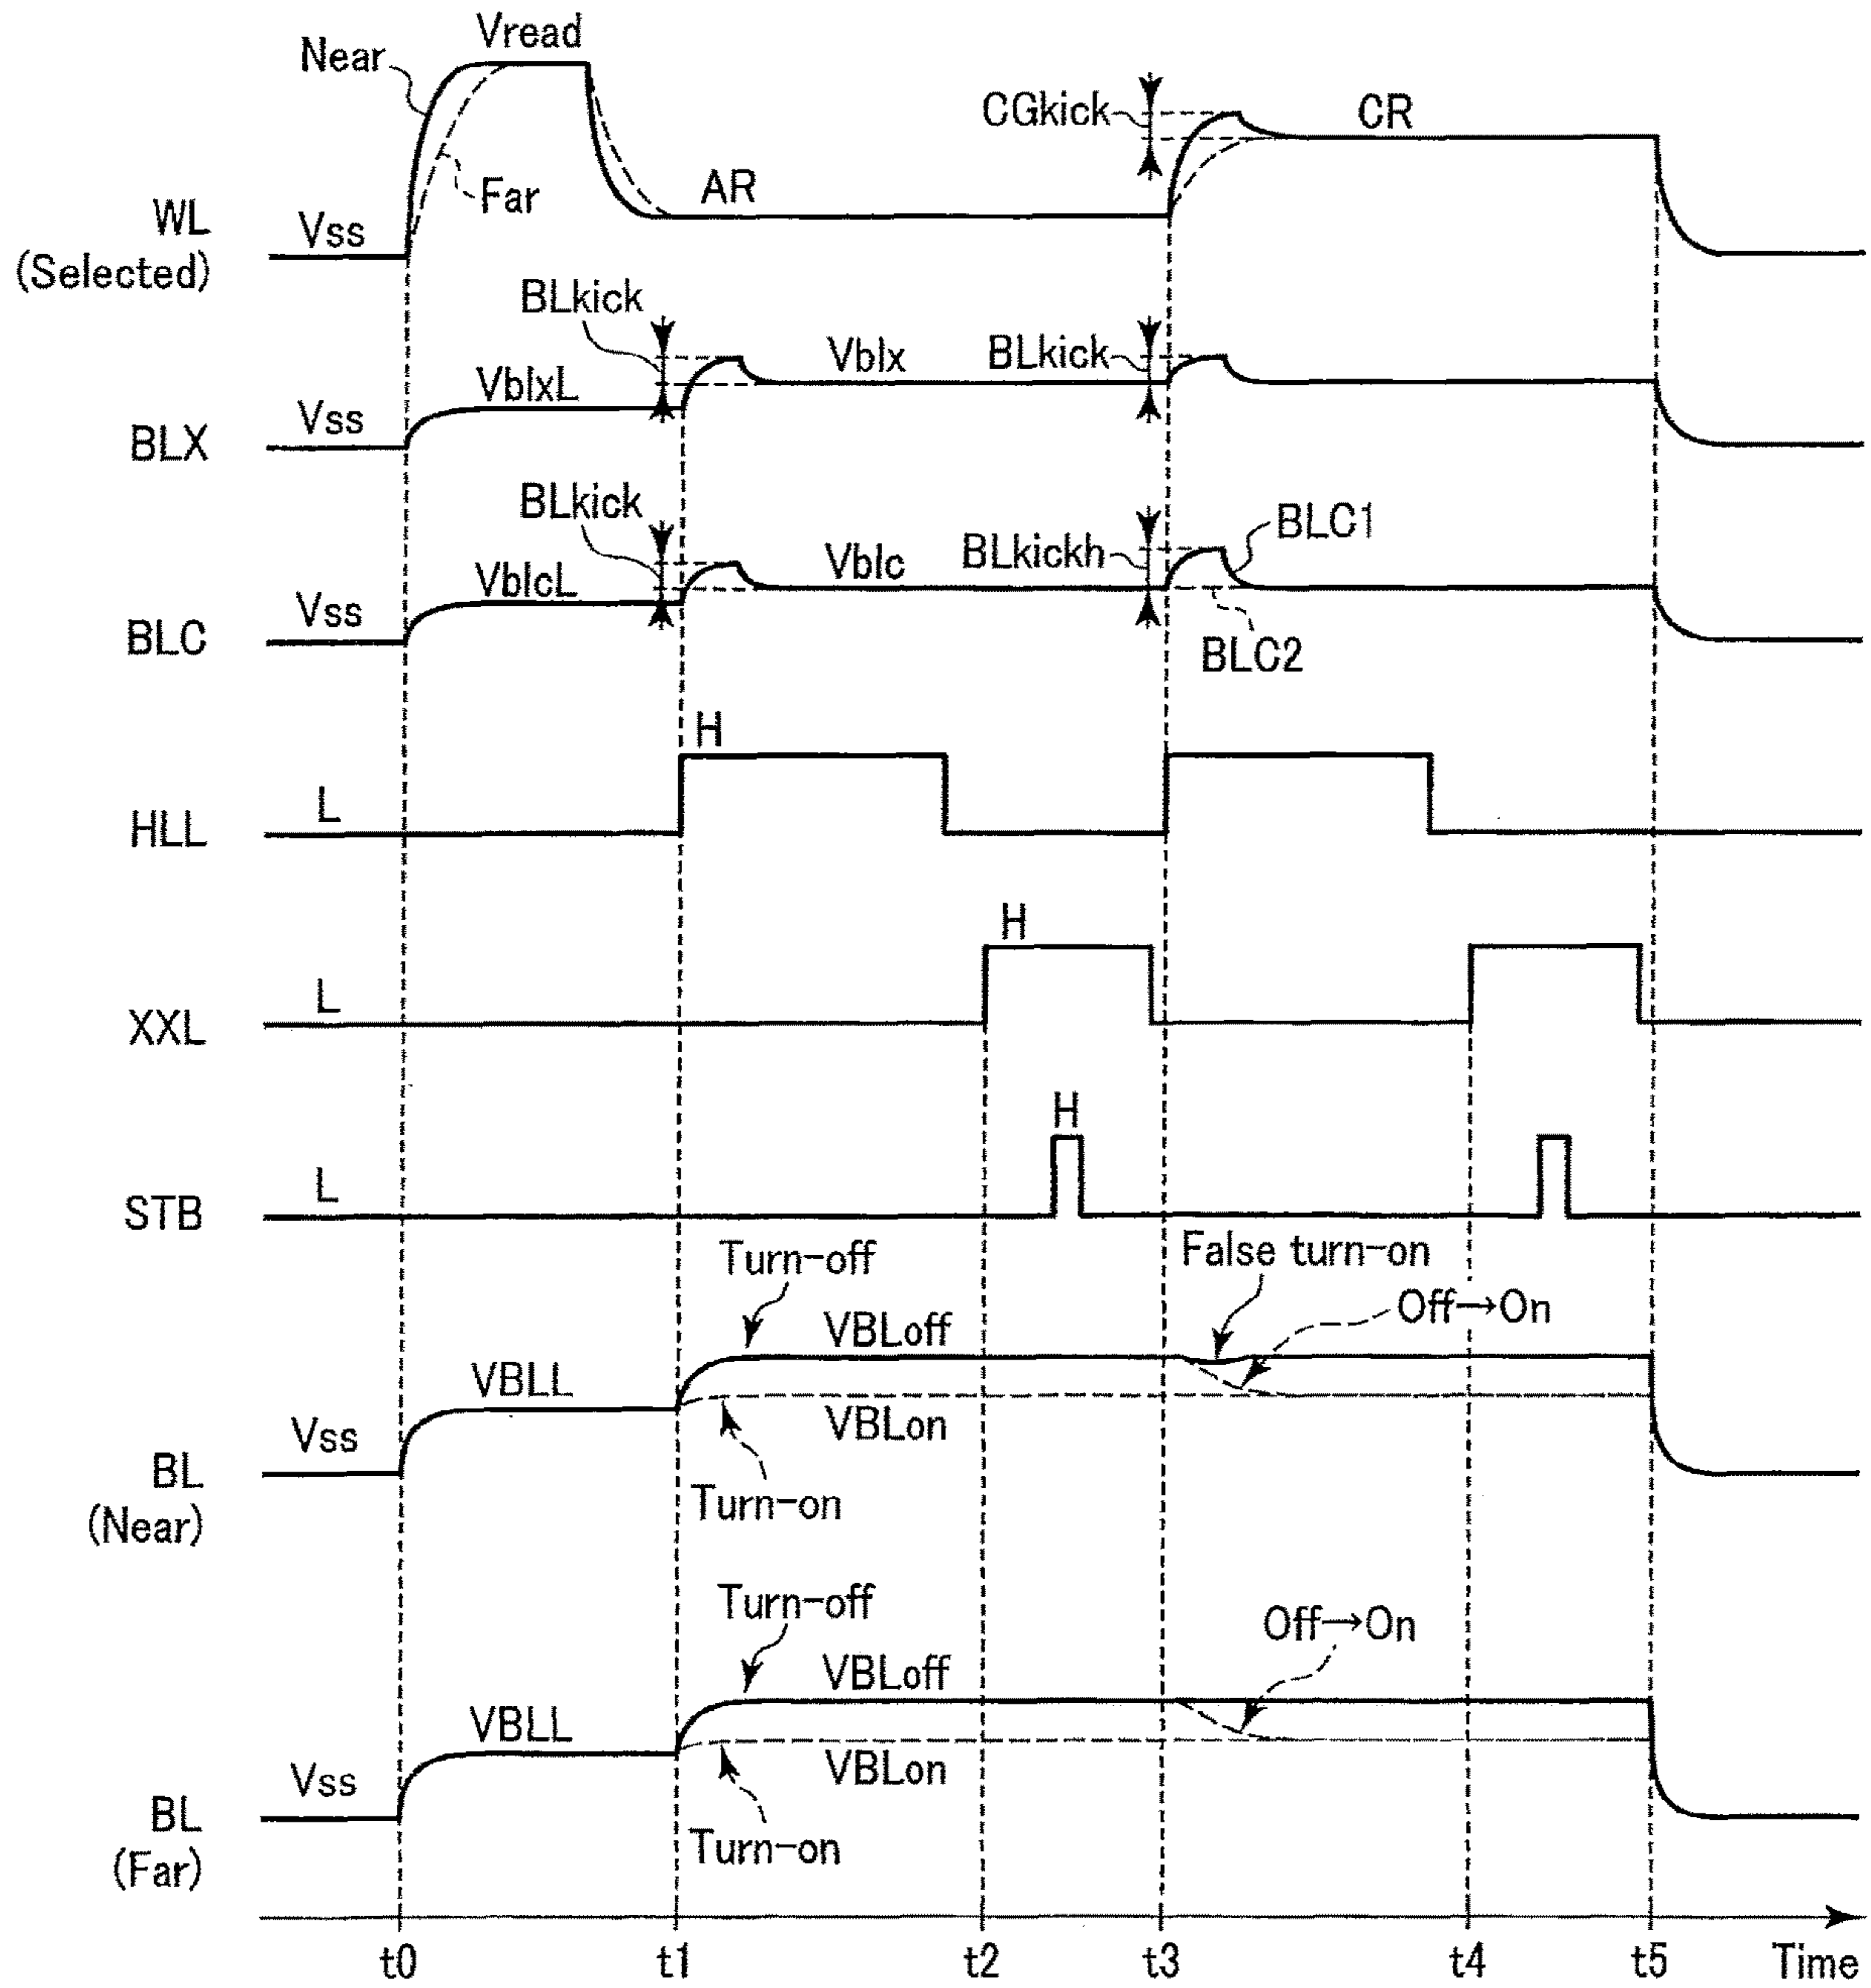 Vread
Near
CGkick
CR
Far
AR
WL
(Selected)
Vss
BLkick
VblxL
Vblx
BLkick
Vss
BLX
BLkick
VblcL
Vblc
BLkickh
BLC1
Vss
BLC
BLC2
H
L
HLL
H
L
XXL
H
L
STB
Turn-off
False turn-on
VBLoff
Off→On
VBLL
VBLon
Vss
BL
(Near)
Turn-on
Turn-off
Off→On
VBLoff
VBLL
VBLon
Vss
BL
(Far)
Turn-on
t0 t1 t2 t3 t4 t5 Time